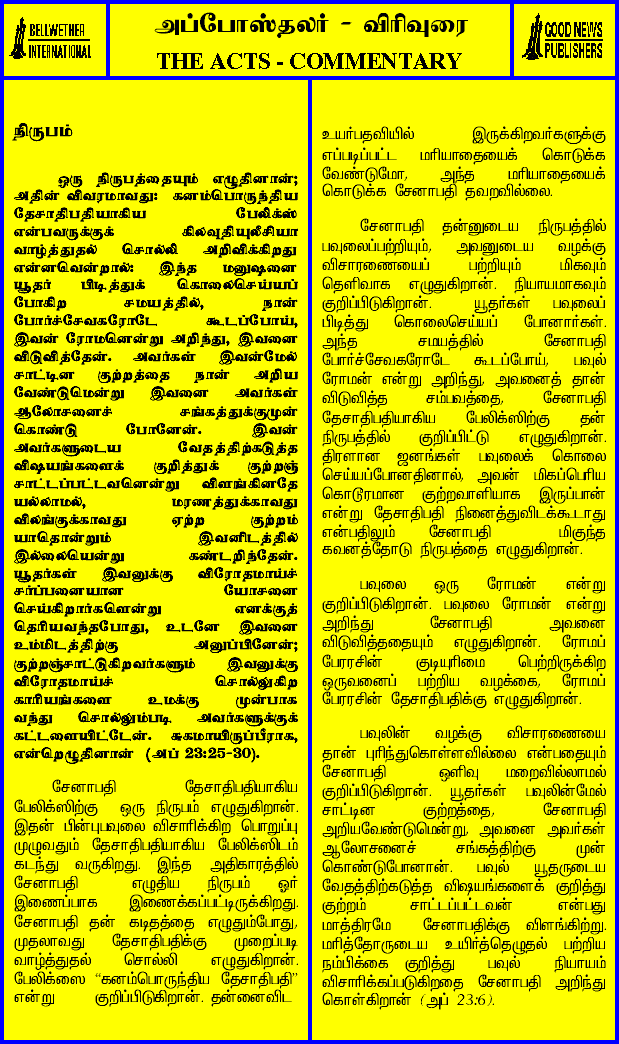 BELLWETHER
INTERNATIONAL
அப்போஸ்தலர் - விரிவுரை
THE ACTS - COMMENTARY
GOOD NEWS
PUBLISHERS
நிருபம்
ஒரு நிருபத்தையும் எழுதினான்;
அதின் விவரமாவது: கனம்பொருந்திய
தேசாதிபதியாகிய பேலிக்ஸ்
என்பவருக்குக் கிலவுதியுலீசியா
வாழ்த்துதல் சொல்லி அறிவிக்கிறது
என்னவென்றால்: இந்த மனுஷனை
யூதர் பிடித்துக் கொலைசெய்யப்
போகிற சமயத்தில், நான்
போர்ச்சேவகரோடே கூடப்போய்,
இவன் ரோமனென்று அறிந்து, இவனை
விடுவித்தேன். அவர்கள் இவன்மேல்
சாட்டின குற்றத்தை நான் அறிய
வேண்டுமென்று இவனை அவர்கள்
ஆலோசனைச் சங்கத்துக்குமுன்
கொண்டு போனேன். இவன்
அவர்களுடைய வேதத்திற்கடுத்த
விஷயங்களைக் குறித்துக் குற்றஞ்
சாட்டப்பட்டவனென்று விளங்கினதே
யல்லாமல், மரணத்துக்காவது
விலங்குக்காவது ஏற்ற குற்றம்
யாதொன்றும் இவனிடத்தில்
இல்லையென்று கண்டறிந்தேன்.
யூதர்கள் இவனுக்கு விரோதமாய்ச்
சர்ப்பனையான யோசனை
செய்கிறார்களென்று எனக்குத்
தெரியவந்தபோது, உடனே இவனை
உம்மிடத்திற்கு அனுப்பினேன்;
குற்றஞ்சாட்டுகிறவர்களும் இவனுக்கு
விரோதமாய்ச் சொல்லுகிற
காரியங்களை உமக்கு முன்பாக
வந்து சொல்லும்படி அவர்களுக்குக்
கட்டளையிட்டேன். சுகமாயிருப்பீராக,
என்றெழுதினான் (அப் 23:25-30).
சேனாபதி தேசாதிபதியாகிய
பேலிக்ஸிற்கு ஒரு நிருபம் எழுதுகிறான்.
இதன் பின்புபவுலை விசாரிக்கிற பொறுப்பு
முழுவதும் தேசாதிபதியாகிய பேலிக்ஸிடம்
கடந்து வருகிறது. இந்த அதிகாரத்தில்
சேனாபதி எழுதிய நிருபம் ஓர்
இணைப்பாக இணைக்கப்பட்டிருக்கிறது.
சேனாபதி தன் கடிதத்தை எழுதும்போது,
முதலாவது தேசாதிபதிக்கு முறைப்படி
வாழ்த்துதல் சொல்லி எழுதுகிறான்.
பேலிக்ஸை “கனம்பொருந்திய தேசாதிபதி”
என்று குறிப்பிடுகிறான். தன்னைவிட
உயர்பதவியில் இருக்கிறவர்களுக்கு
எப்படிப்பட்ட மரியாதையைக் கொடுக்க
வேண்டுமோ, அந்த மரியாதையைக்
கொடுக்க சேனாபதி தவறவில்லை.
சேனாபதி தன்னுடைய நிருபத்தில்
பவுலைப்பற்றியும், அவனுடைய வழக்கு
விசாரணையைப் பற்றியும் மிகவும்
தெளிவாக எழுதுகிறான். நியாயமாகவும்
குறிப்பிடுகிறான். யூதர்கள் பவுலைப்
பிடித்து கொலைசெய்யப் போனார்கள்.
அந்த சமயத்தில் சேனாபதி
போர்ச்சேவகரோடே கூடப்போய், பவுல்
ரோமன் என்று அறிந்து, அவனைத் தான்
விடுவித்த சம்பவத்தை, சேனாபதி
தேசாதிபதியாகிய பேலிக்ஸிற்கு தன்
நிருபத்தில் குறிப்பிட்டு எழுதுகிறான்.
திரளான ஜனங்கள் பவுலைக் கொலை
செய்யப்போனதினால், அவன் மிகப்பெரிய
கொடூரமான குற்றவாளியாக இருப்பான்
என்று தேசாதிபதி நினைத்துவிடக்கூடாது
என்பதிலும் சேனாபதி மிகுந்த
கவனத்தோடு நிருபத்தை எழுதுகிறான்.
பவுலை ஒரு ரோமன் என்று
குறிப்பிடுகிறான். பவுலை ரோமன் என்று
அறிந்து சேனாபதி அவனை
விடுவித்ததையும் எழுதுகிறான். ரோமப்
பேரரசின் குடியுரிமை பெற்றிருக்கிற
ஒருவனைப் பற்றிய வழக்கை, ரோமப்
பேரரசின் தேசாதிபதிக்கு எழுதுகிறான்.
பவுலின் வழக்கு விசாரணையை
தான் புரிந்துகொள்ளவில்லை என்பதையும்
சேனாபதி ஒளிவு மறைவில்லாமல்
குறிப்பிடுகிறான். யூதர்கள் பவுலின்மேல்
சாட்டின குற்றத்தை, சேனாபதி
அறியவேண்டுமென்று, அவனை அவர்கள்
ஆலோசனைச் சங்கத்திற்கு முன்
கொண்டுபோனான். பவுல் யூதருடைய
வேதத்திற்கடுத்த விஷயங்களைக் குறித்து
குற்றம் சாட்டப்பட்டவன் என்பது
மாத்திரமே சேனாபதிக்கு விளங்கிற்று.
மரித்தோருடைய உயிர்த்தெழுதல் பற்றிய
நம்பிக்கை குறித்து பவுல் நியாயம்
விசாரிக்கப்படுகிறதை சேனாபதி அறிந்து
கொள்கிறான் (அப் 23:6).